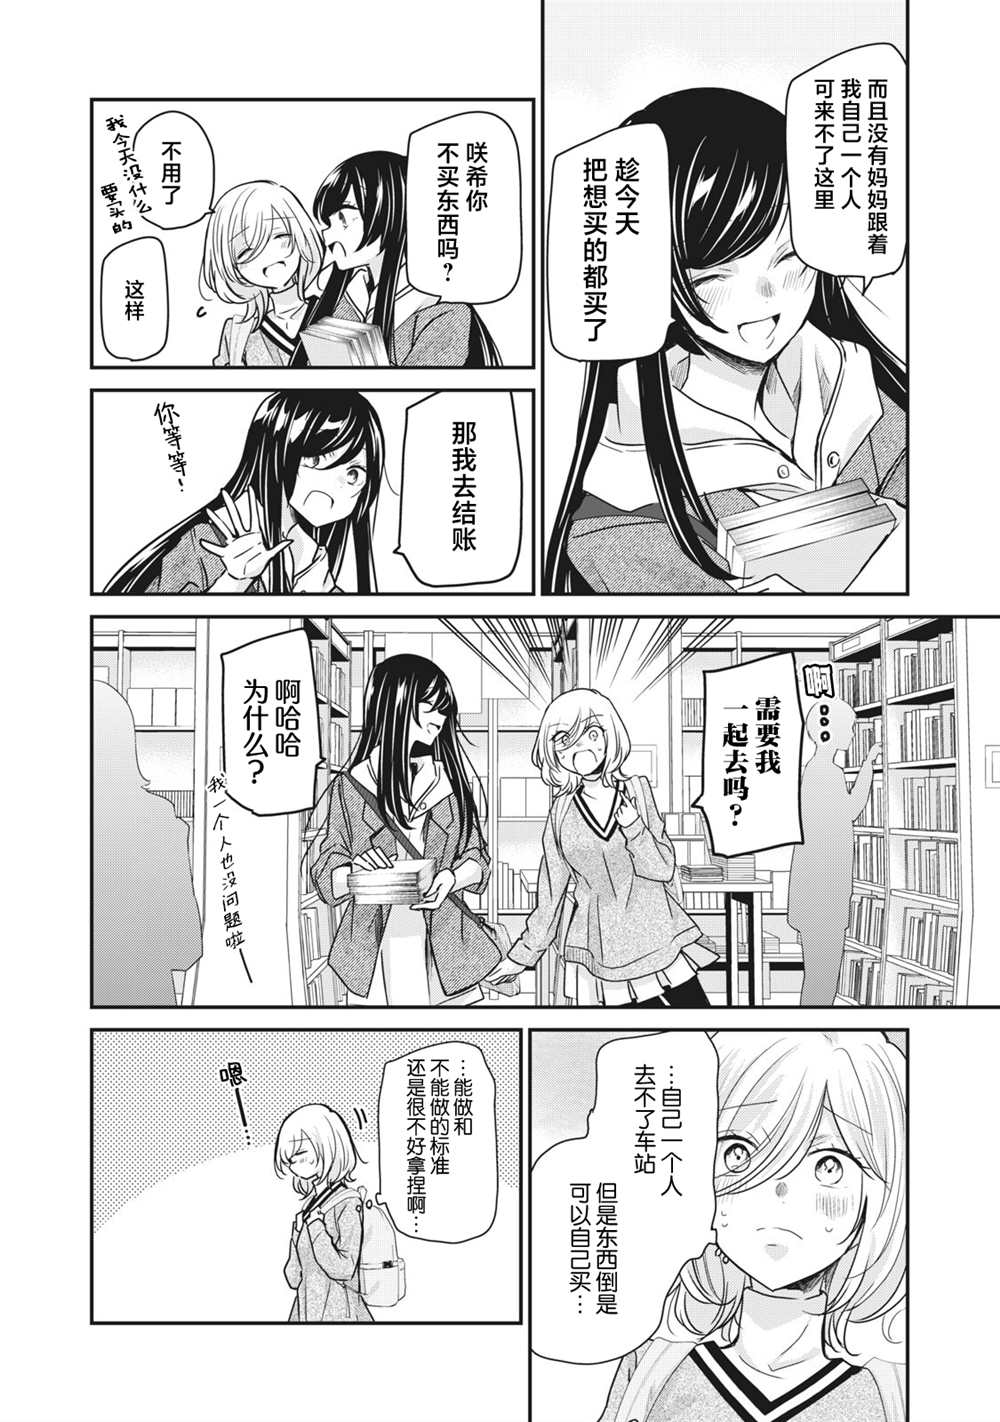 而且没有妈妈跟着
我自己一个人
可来不了这里
趁今天
把想买的都买了
咲希你
不买东西吗？
不用了
我今天没什么
要买的
这样
那我去结账
你等等！
啊……
需要我
一起去吗？
啊哈哈
为什么？
我一个人也没问题啦——
…自己一个人
去不了车站
但是东西倒是
可以自己买…
…能做和
不能做的标准
还是很不好拿捏啊…
嗯——